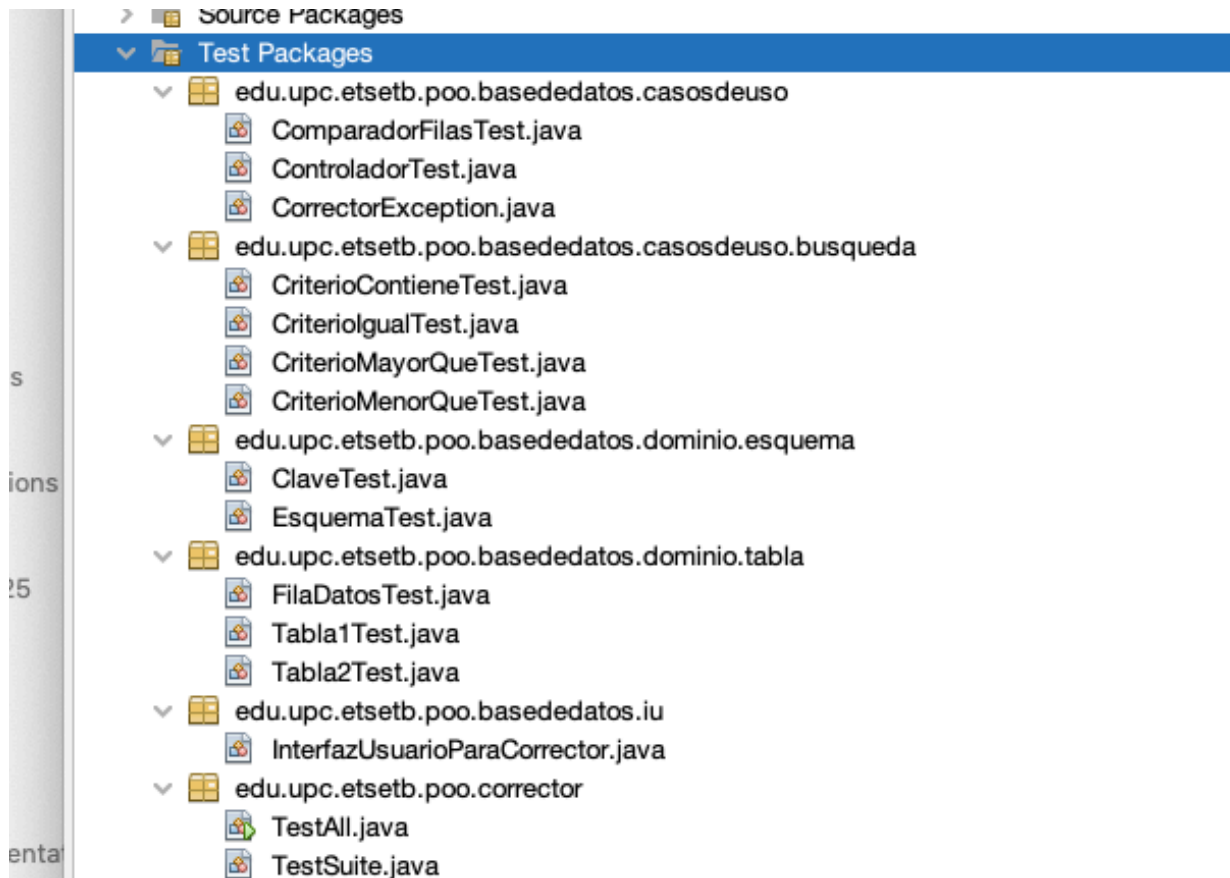 Source Packages
Test Packages
edu.upc.etsetb.poo.basededatos.casosdeuso
ComparadorFilasTest.java
ControladorTest.java
CorrectorException.java
edu.upc.etsetb.poo.basededatos.casosdeuso.busqueda
CriterioContieneTest.java
CriterioIgualTest.java
CriterioMayorQueTest.java
s
CriterioMenorQueTest.java
edu.upc.etsetb.poo.basededatos.dominio.esquema
ClaveTest.java
ions
EsquemaTest.java
edu.upc.etsetb.poo.basededatos.dominio.tabla
25
FilaDatosTest.java
Tabla1Test.java
Tabla2Test.java
edu.upc.etsetb.poo.basededatos.iu
InterfazUsuarioParaCorrector.java
edu.upc.etsetb.poo.corrector
TestAll.java
entat
TestSuite.java